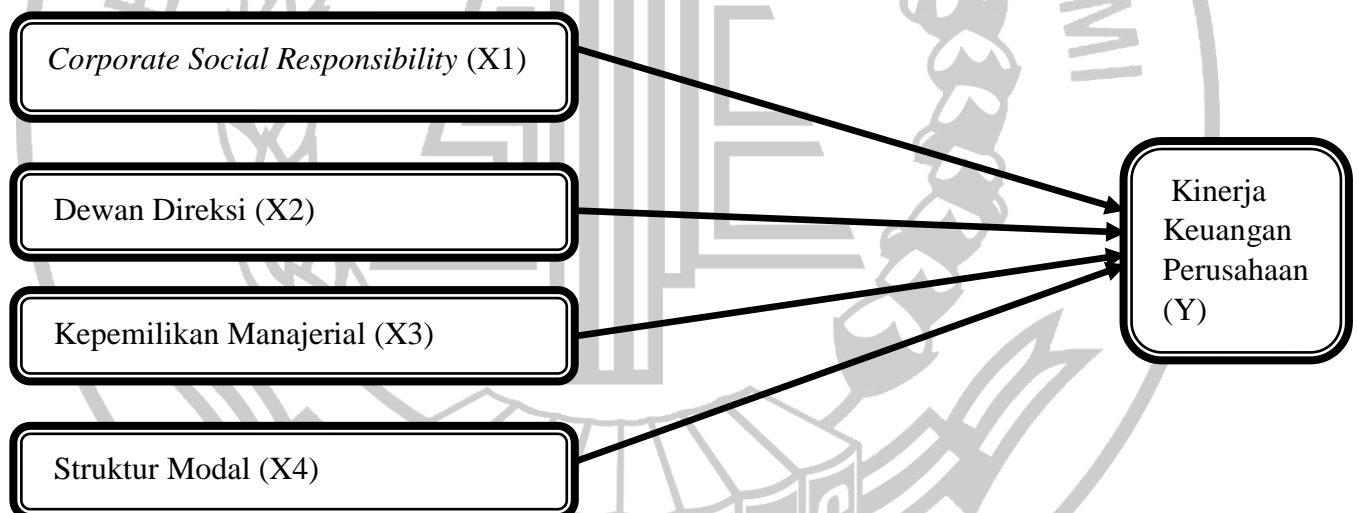 Corporate Social Responsibility (X1)
Dewan Direksi (X2)
Kepemilikan Manajerial (X3)
Struktur Modal (X4)
Kinerja
Keuangan
Perusahaan
(Y)